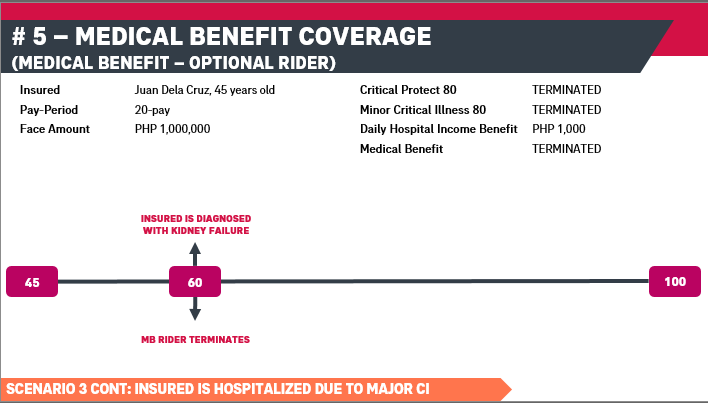 # 5 – MEDICAL BENEFIT COVERAGE
(MEDICAL BENEFIT – OPTIONAL RIDER)
Insured Juan Dela Cruz, 45 years old
Pay-Period 20-pay
Face Amount PHP 1,000,000
Critical Protect 80 TERMINATED
Minor Critical Illness 80 TERMINATED
Daily Hospital Income Benefit PHP 1,000
Medical Benefit TERMINATED
INSURED IS DIAGNOSED
WITH KIDNEY FAILURE
45 60 100
MB RIDER TERMINATES
SCENARIO 3 CONT: INSURED IS HOSPITALIZED DUE TO MAJOR CI